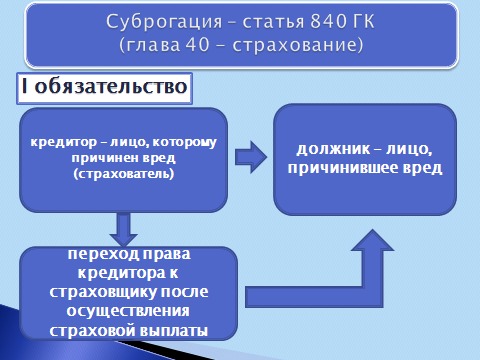 Суброгация – статья 840 ГК
(глава 40 – страхование)
I обязательство
кредитор – лицо, которому
причинен вред
(страхователь)
должник – лицо,
причинившее вред
переход права
кредитора к
страховщику после
осуществления
страховой выплаты